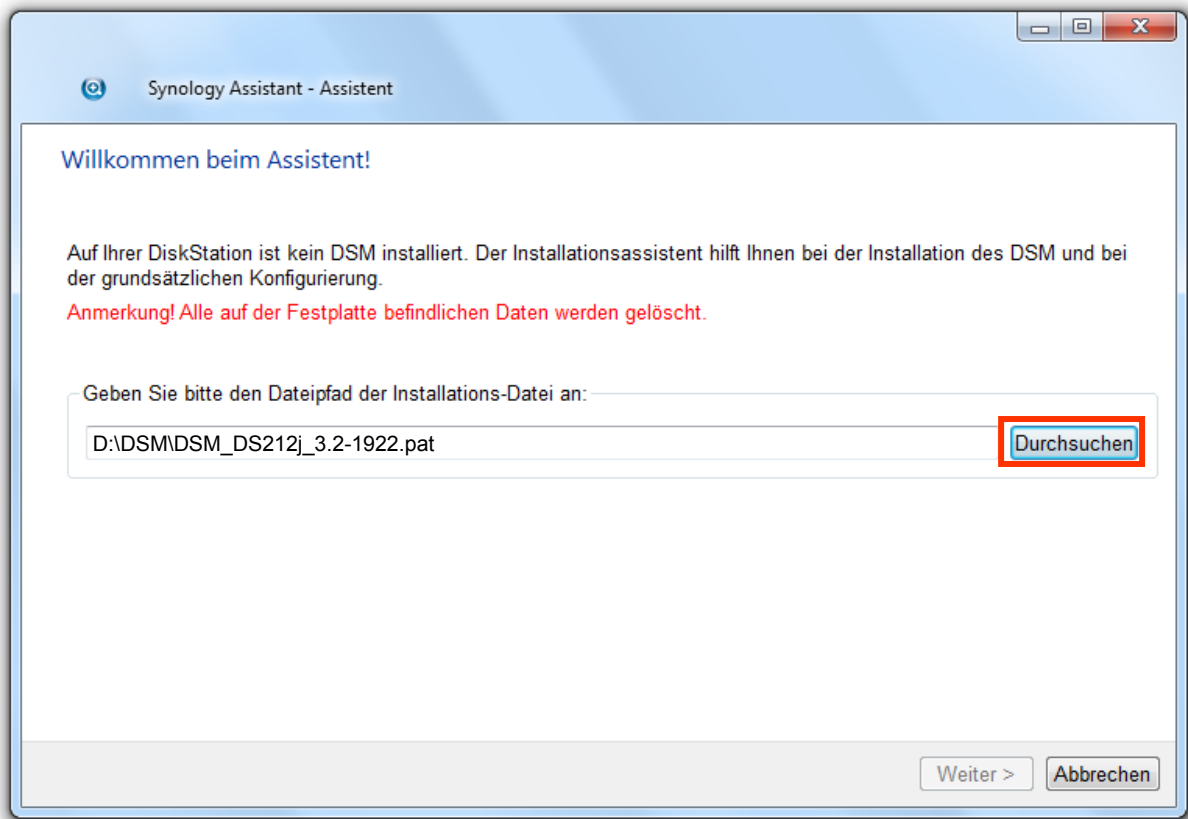 Synology Assistant - Assistent
Willkommen beim Assistent!
Auf Ihrer DiskStation ist kein DSM installiert. Der Installationsassistent hilft Ihnen bei der Installation des DSM und bei
der grundsätzlichen Konfigurierung.
Anmerkung! Alle auf der Festplatte befindlichen Daten werden gelöscht.
Geben Sie bitte den Dateipfad der Installations-Datei an:
D:\DSM\DSM_DS212j_3.2-1922.pat Durchsuchen
Weiter > Abbrechen